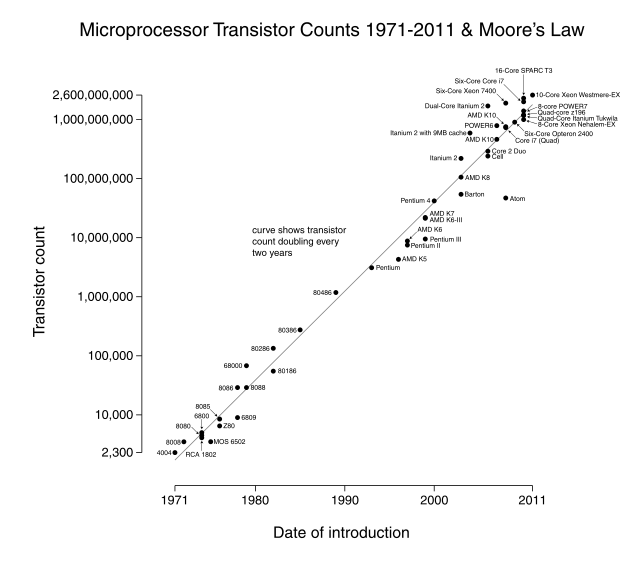 Microprocessor Transistor Counts 1971-2011 & Moore's Law
16-Core SPARC T3
Six-Core Core i7
Six-Core Xeon 7400
10-Core Xeon Westmere-EX
Dual-Core Itanium 2
8-core POWER7
Quad-core z196
AMD K10
Quad-Core Itanium Tukwila
POWER6
8-Core Xeon Nehalem-EX
Itanium 2 with 9MB cache
Six-Core Opteron 2400
AMD K10
Core i7 (Quad)
Core 2 Duo
Itanium 2
Cell
AMD K8
Barton
Atom
Pentium 4
AMD K7
AMD K6-III
curve shows transistor
count doubling every
two years
AMD K6
Pentium III
Pentium II
AMD K5
Pentium
80486
80386
80286
68000
80186
8086
8088
8085
6800
6809
8080
Z80
8008
MOS 6502
4004
RCA 1802
2,600,000,000
1,000,000,000
100,000,000
10,000,000
1,000,000
100,000
10,000
2,300
Transistor count
1971
1980
1990
2000
2011
Date of introduction